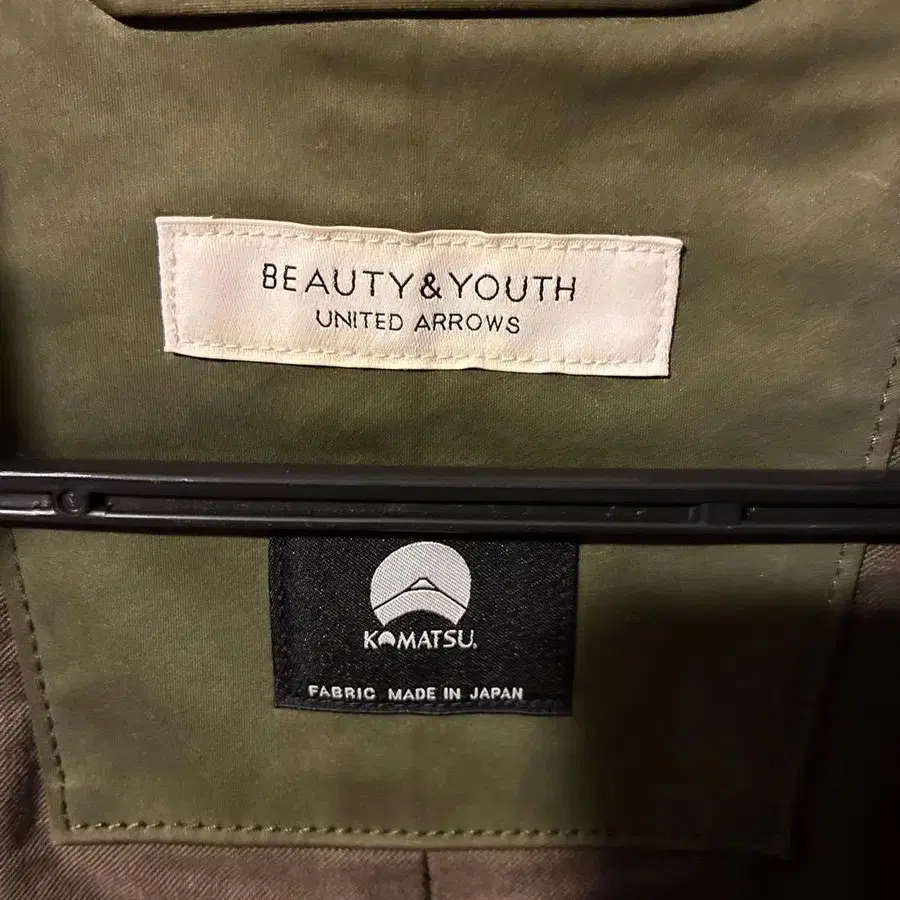 BEAUTY&YOUTH
UNITED ARROWS
KOMATSU.
FABRIC MADE IN JAPAN